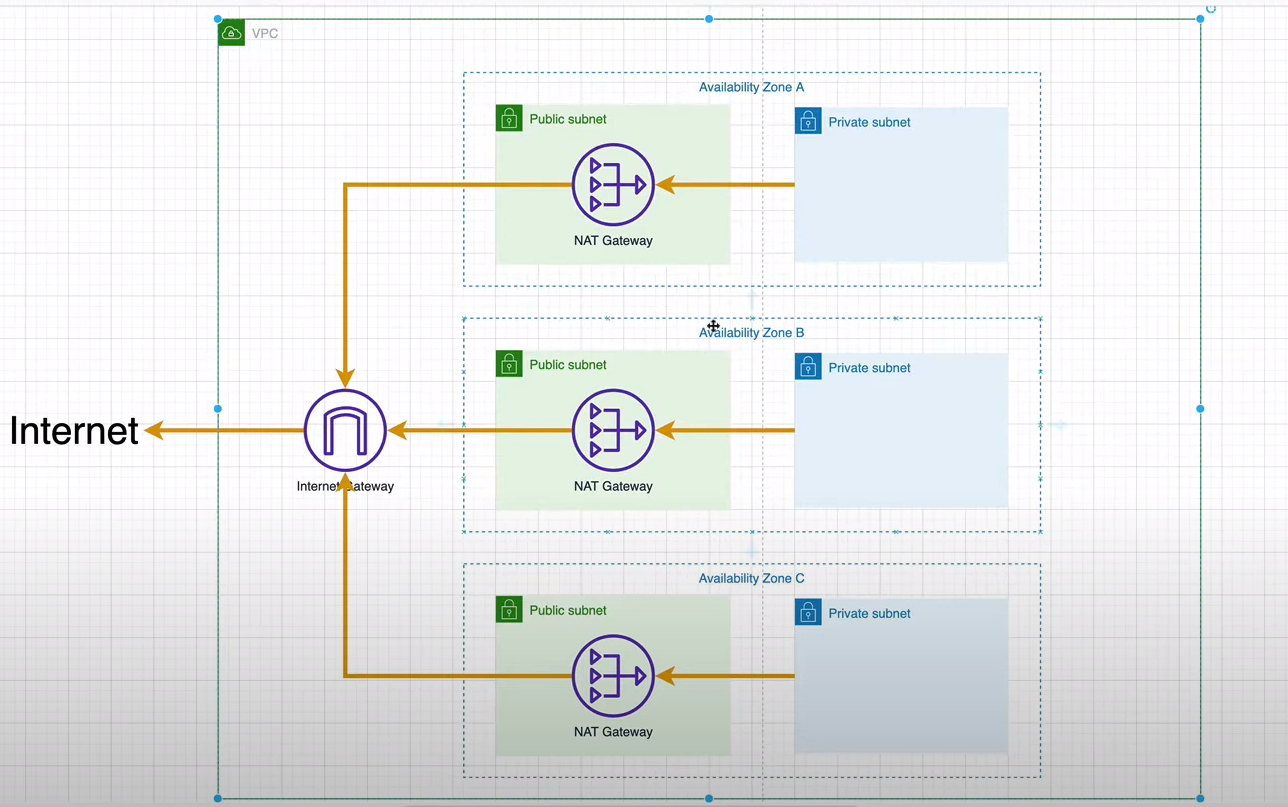 VPC
Availability Zone A
Public subnet
Private subnet
NAT Gateway
Availability Zone B
Public subnet
Private subnet
Internet
Internet Gateway
NAT Gateway
Availability Zone C
Public subnet
Private subnet
NAT Gateway